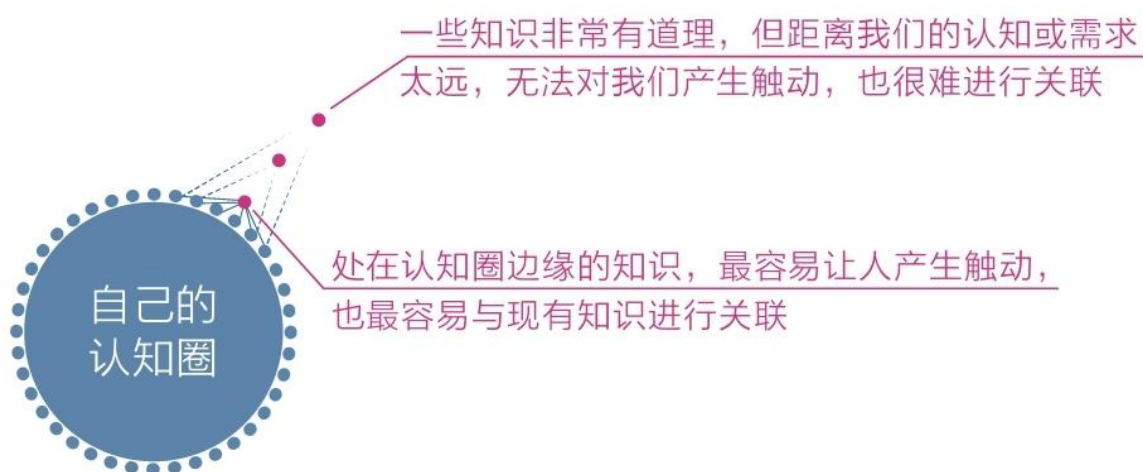 一些知识非常有道理，但距离我们的认知或需求
太远，无法对我们产生触动，也很难进行关联
处在认知圈边缘的知识，最容易让人产生触动，
也最容易与现有知识进行关联
自己的
认知圈